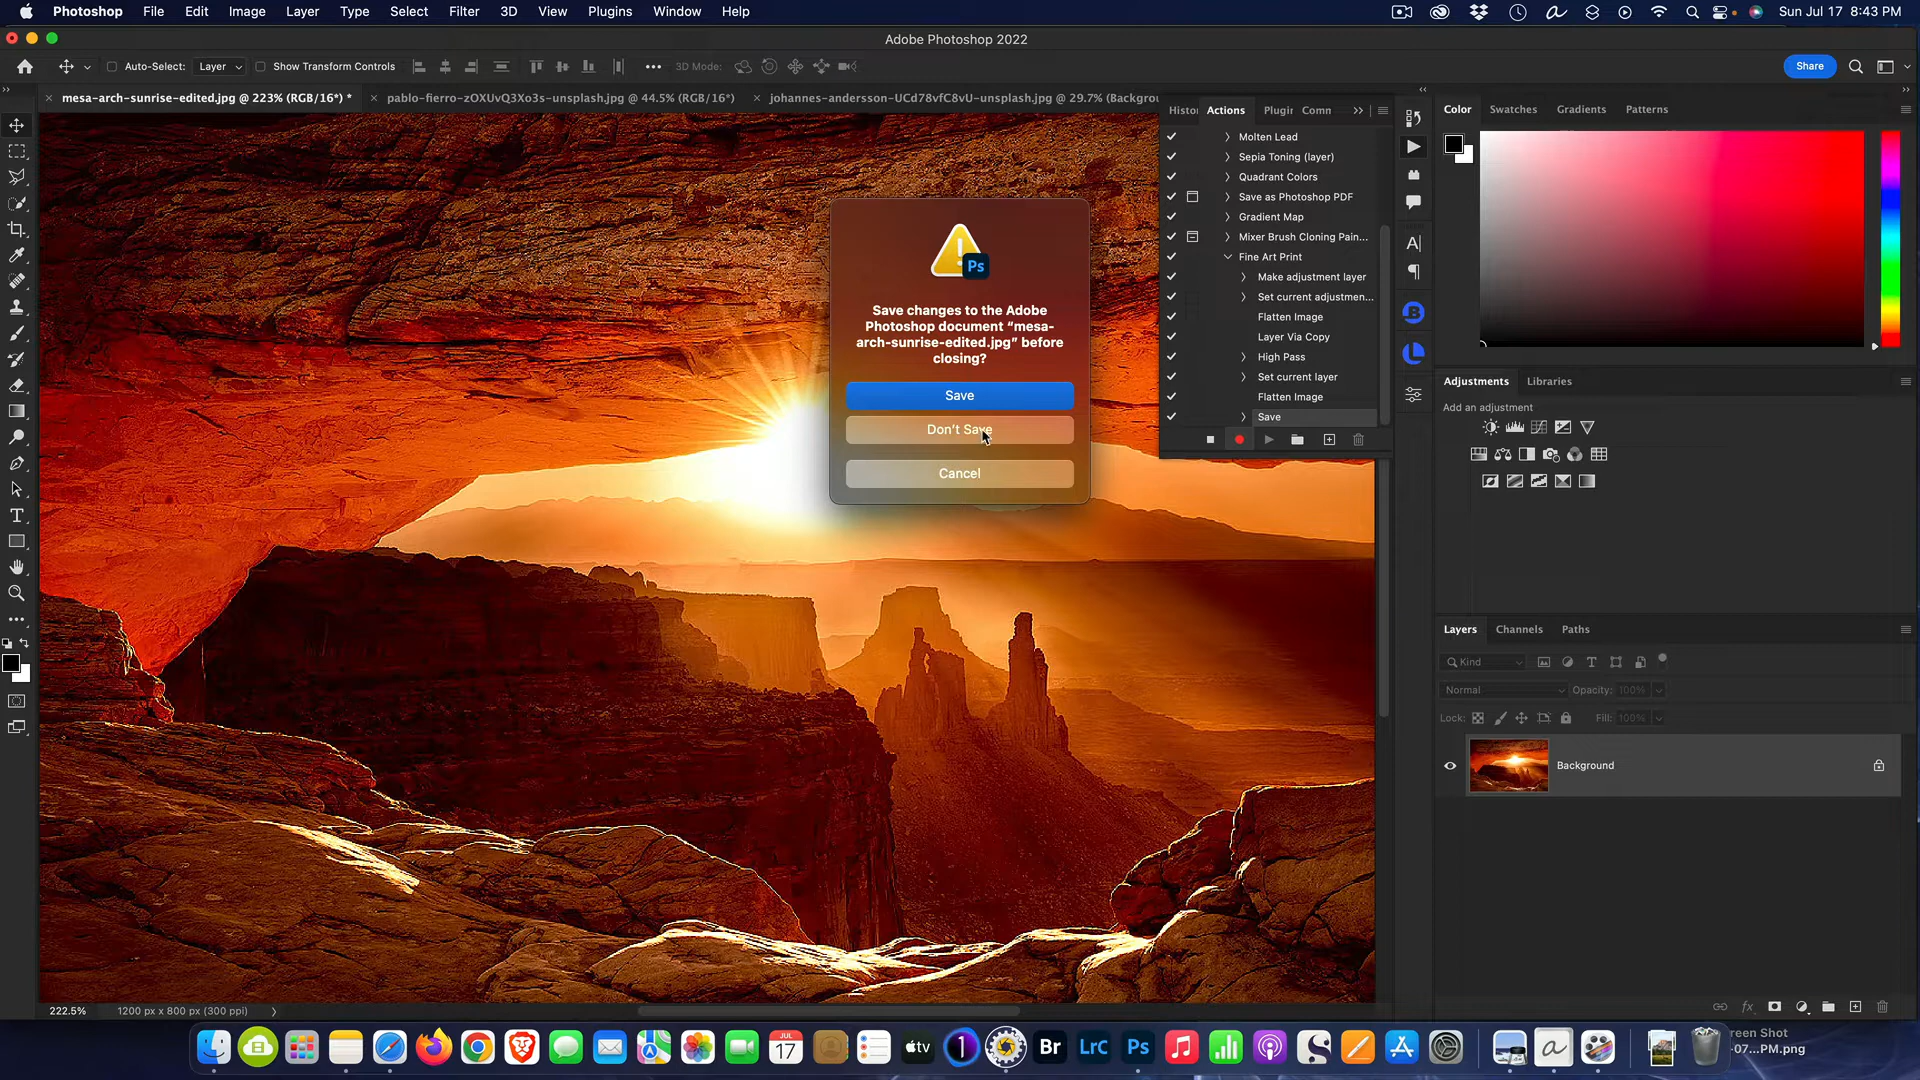 Photoshop File Edit Image Layer Type Select Filter 3D View Plugins Window Help Sun Jul 17 8:43 PM
Adobe Photoshop 2022
Auto-Select: Layer Show Transform Controls 3D Mode: Share
mesa-arch-sunrise-edited.jpg @ 223% (RGB/16*) * pablo-fierro-zOXUvQ3Xo3s-unsplash.jpg @ 44.5% (RGB/16*) johannes-andersson-UCd78vfC8vU-unsplash.jpg @ 29.7% (Backgrou
Histor Actions Plugin Comn
Molten Lead
Sepia Toning (layer)
Quadrant Colors
Save as Photoshop PDF
Gradient Map
Mixer Brush Cloning Pain...
Fine Art Print
Make adjustment layer
Set current adjustmen...
Flatten Image
Layer Via Copy
High Pass
Set current layer
Flatten Image
Save
Ps
Save changes to the Adobe
Photoshop document “mesa-
arch-sunrise-edited.jpg” before
closing?
Save
Don’t Save
Cancel
Color Swatches Gradients Patterns
Adjustments Libraries
Add an adjustment
Layers Channels Paths
Kind
Normal Opacity: 100%
Lock: Fill: 100%
Background
222.5% 1200 px x 800 px (300 ppi)
JUL
17
tv
1
Br
LrC
Ps
reen Shot
-07...PM.png